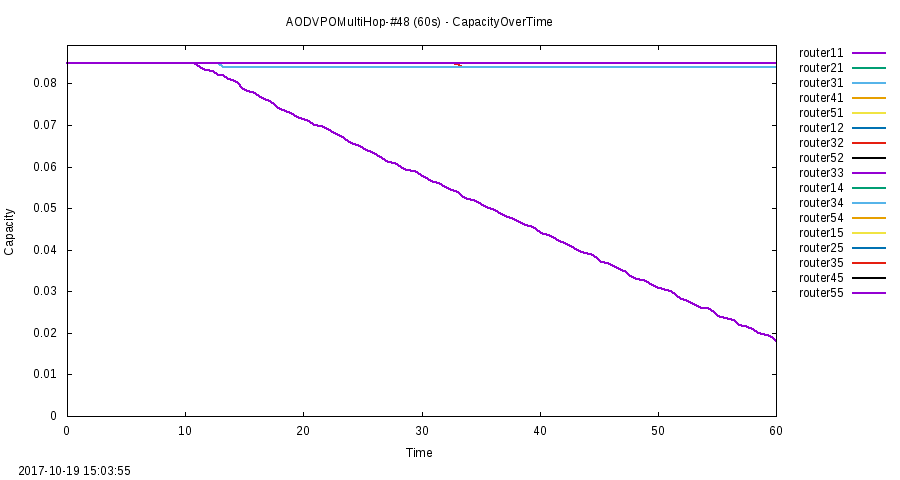 AODVPOMultiHop-#48 (60s) - CapacityOverTime
router11
router21
router31
router41
router51
router12
router32
router52
router33
router14
router34
router54
router15
router25
router35
router45
router55
Capacity
0.08
0.07
0.06
0.05
0.04
0.03
0.02
0.01
0
0 10 20 30 40 50 60
Time
2017-10-19 15:03:55